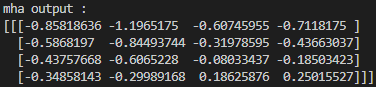 mha output :
[[[-0.85818636 -1.1965175  -0.60745955 -0.7118175 ]
  [-0.5868197  -0.84493744 -0.31978595 -0.43663037]
  [-0.43757668 -0.6065228  -0.08033437 -0.18503423]
  [-0.34858143 -0.29989168  0.18625876  0.25015527]]]